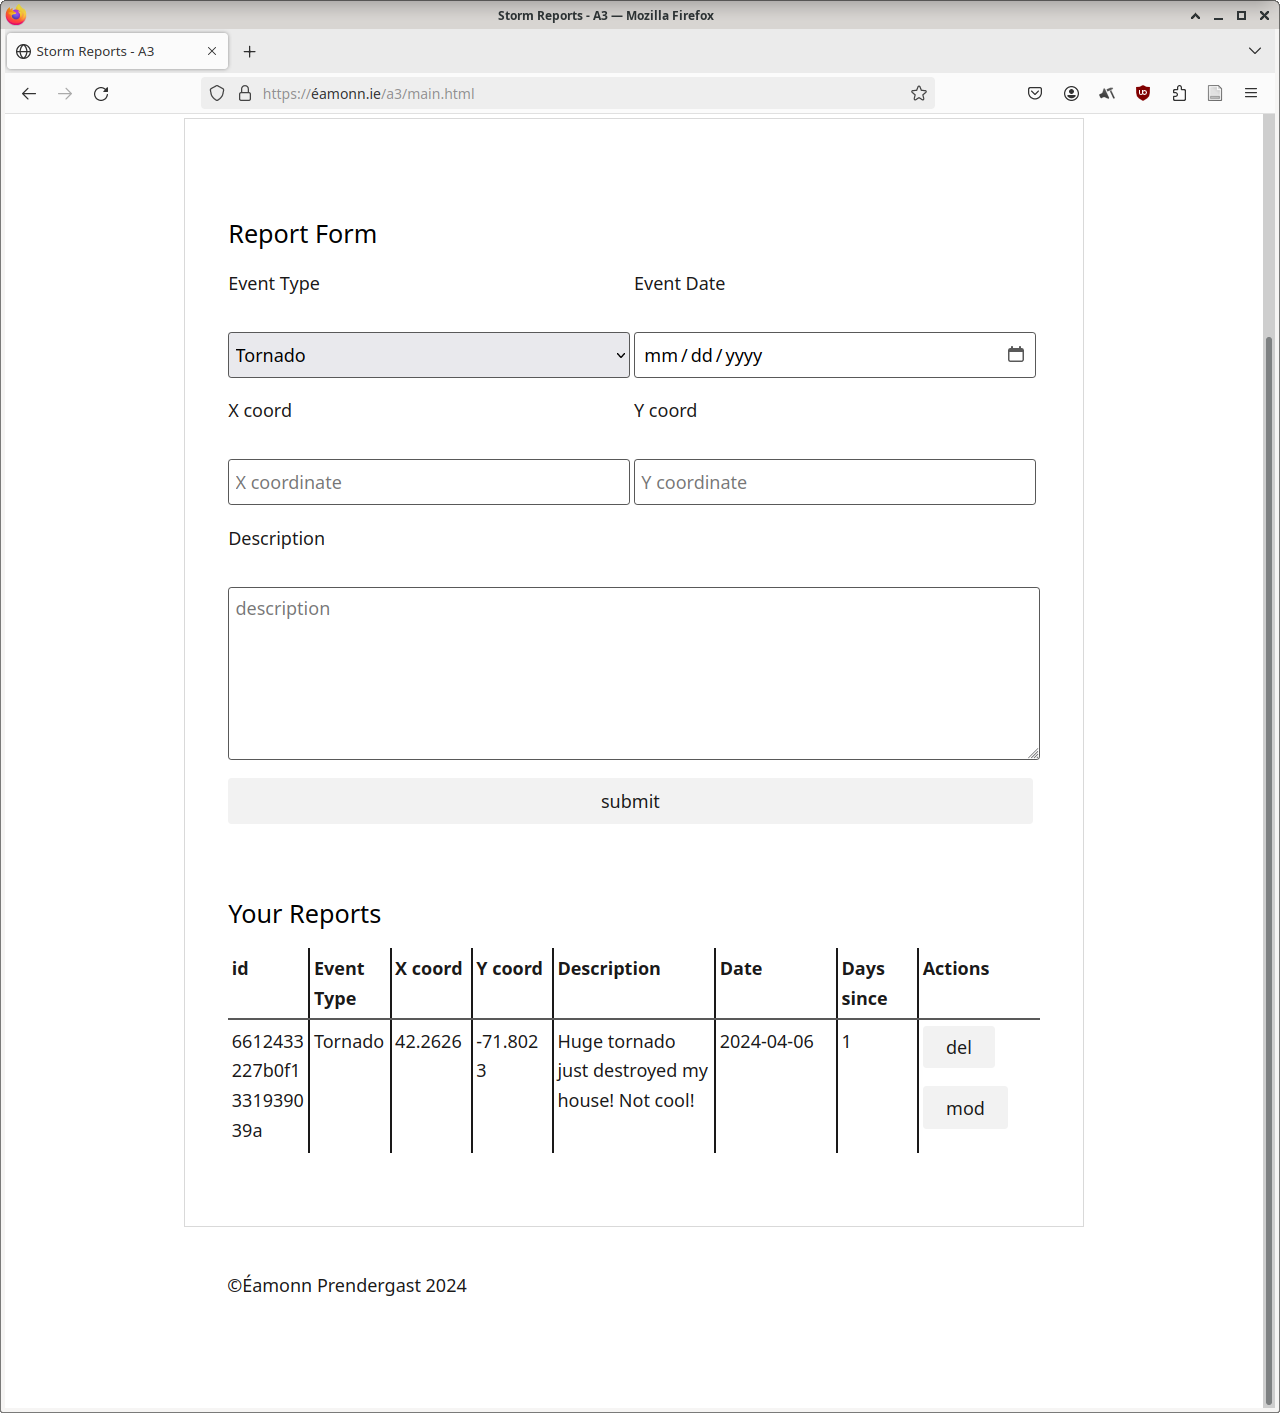 Storm Reports - A3 — Mozilla Firefox
Storm Reports - A3
https://éamonn.ie/a3/main.html
Report Form
Event Type Event Date
Tornado mm/dd/yyyy
X coord Y coord
X coordinate Y coordinate
Description
description
submit
Your Reports
id Event Type X coord Y coord Description Date Days since Actions
6612433227b0f1331939039a Tornado 42.2626 -71.8023 Huge tornado just destroyed my house! Not cool! 2024-04-06 1 del
mod
©Éamonn Prendergast 2024